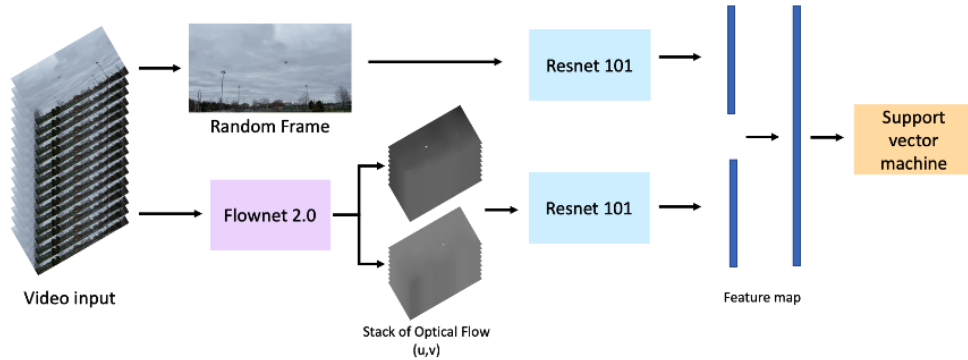 Random Frame
Resnet 101
Support
vector
machine
Flownet 2.0
Resnet 101
Video input
Stack of Optical Flow
(u,v)
Feature map